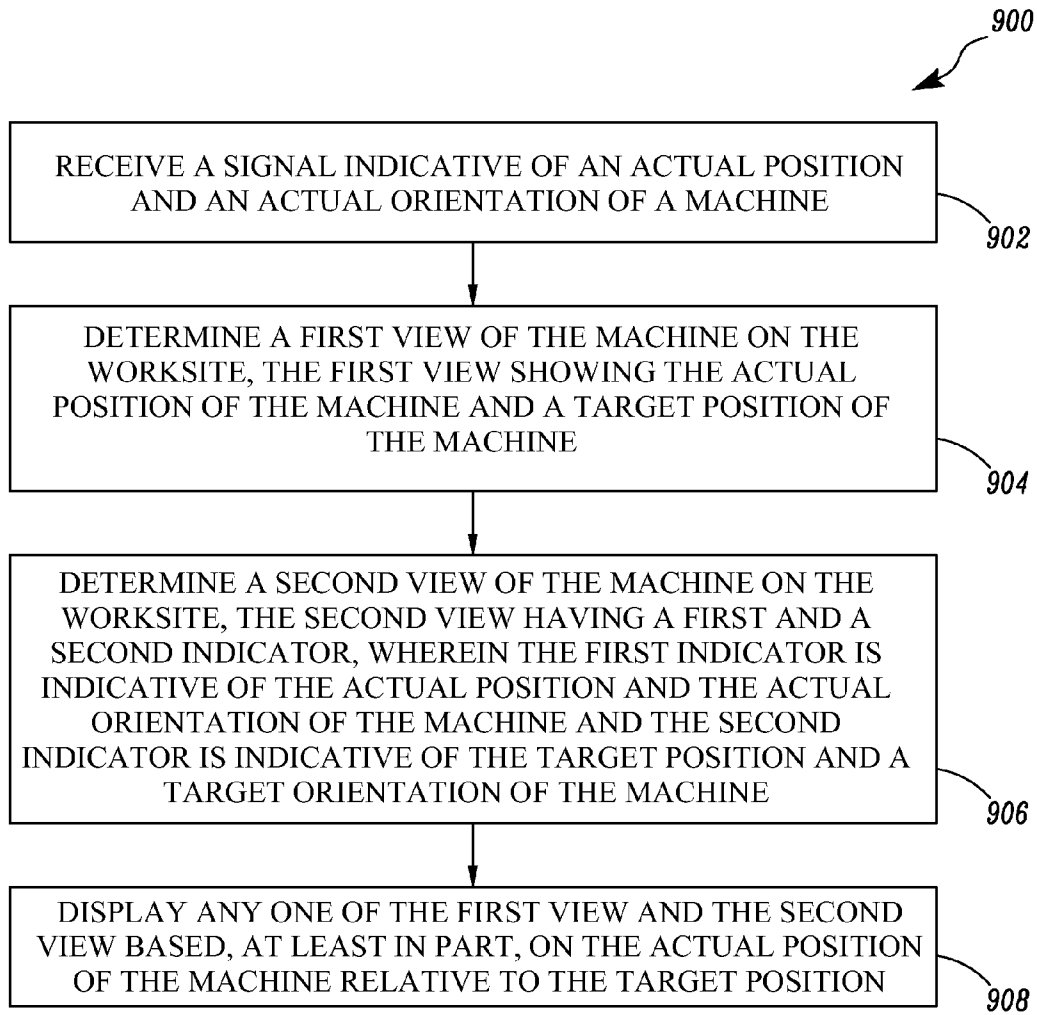 900
RECEIVE A SIGNAL INDICATIVE OF AN ACTUAL POSITION
AND AN ACTUAL ORIENTATION OF A MACHINE
902
DETERMINE A FIRST VIEW OF THE MACHINE ON THE
WORKSITE, THE FIRST VIEW SHOWING THE ACTUAL
POSITION OF THE MACHINE AND A TARGET POSITION OF
THE MACHINE
904
DETERMINE A SECOND VIEW OF THE MACHINE ON THE
WORKSITE, THE SECOND VIEW HAVING A FIRST AND A
SECOND INDICATOR, WHEREIN THE FIRST INDICATOR IS
INDICATIVE OF THE ACTUAL POSITION AND THE ACTUAL
ORIENTATION OF THE MACHINE AND THE SECOND
INDICATOR IS INDICATIVE OF THE TARGET POSITION AND A
TARGET ORIENTATION OF THE MACHINE
906
DISPLAY ANY ONE OF THE FIRST VIEW AND THE SECOND
VIEW BASED, AT LEAST IN PART, ON THE ACTUAL POSITION
OF THE MACHINE RELATIVE TO THE TARGET POSITION
908